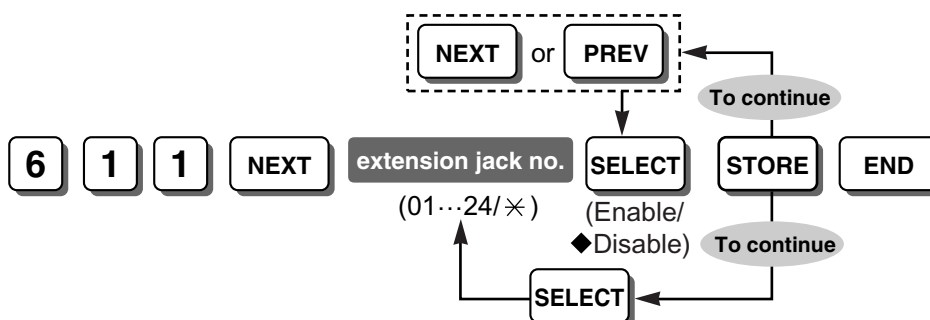 NEXT or PREV
To continue
6 1 1 NEXT extension jack no. SELECT STORE END
(01⋯24/✳) (Enable/
◆Disable) To continue
SELECT